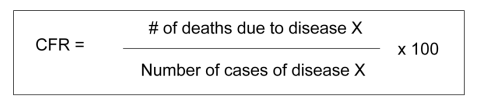 # of deaths due to disease X
CFR =
x 100
Number of cases of disease X